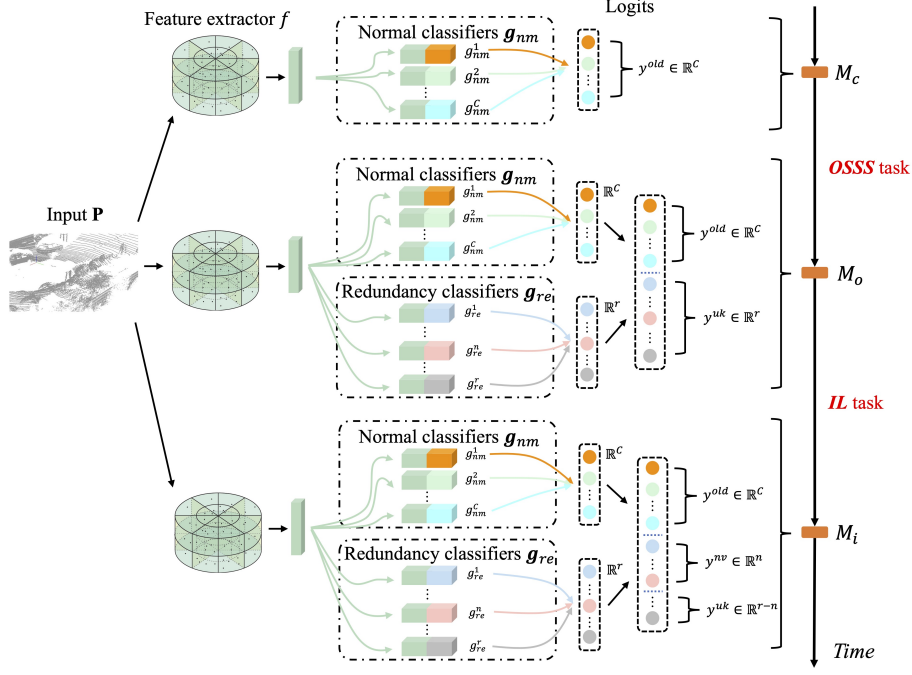 Logits
Feature extractor f
Normal classifiers g_nm
g_nm^1
g_nm^2
g_nm^C
y^old ∈ ℝ^C
M_c
OSSS task
Input P
Normal classifiers g_nm
g_nm^1
g_nm^2
g_nm^C
ℝ^C
y^old ∈ ℝ^C
M_o
Redundancy classifiers g_re
g_re^1
g_re^n
g_re^r
ℝ^r
y^uk ∈ ℝ^r
IL task
Normal classifiers g_nm
g_nm^1
g_nm^2
g_nm^C
ℝ^C
y^old ∈ ℝ^C
M_i
Redundancy classifiers g_re
g_re^1
g_re^n
g_re^r
ℝ^r
y^nv ∈ ℝ^n
y^uk ∈ ℝ^r−n
Time